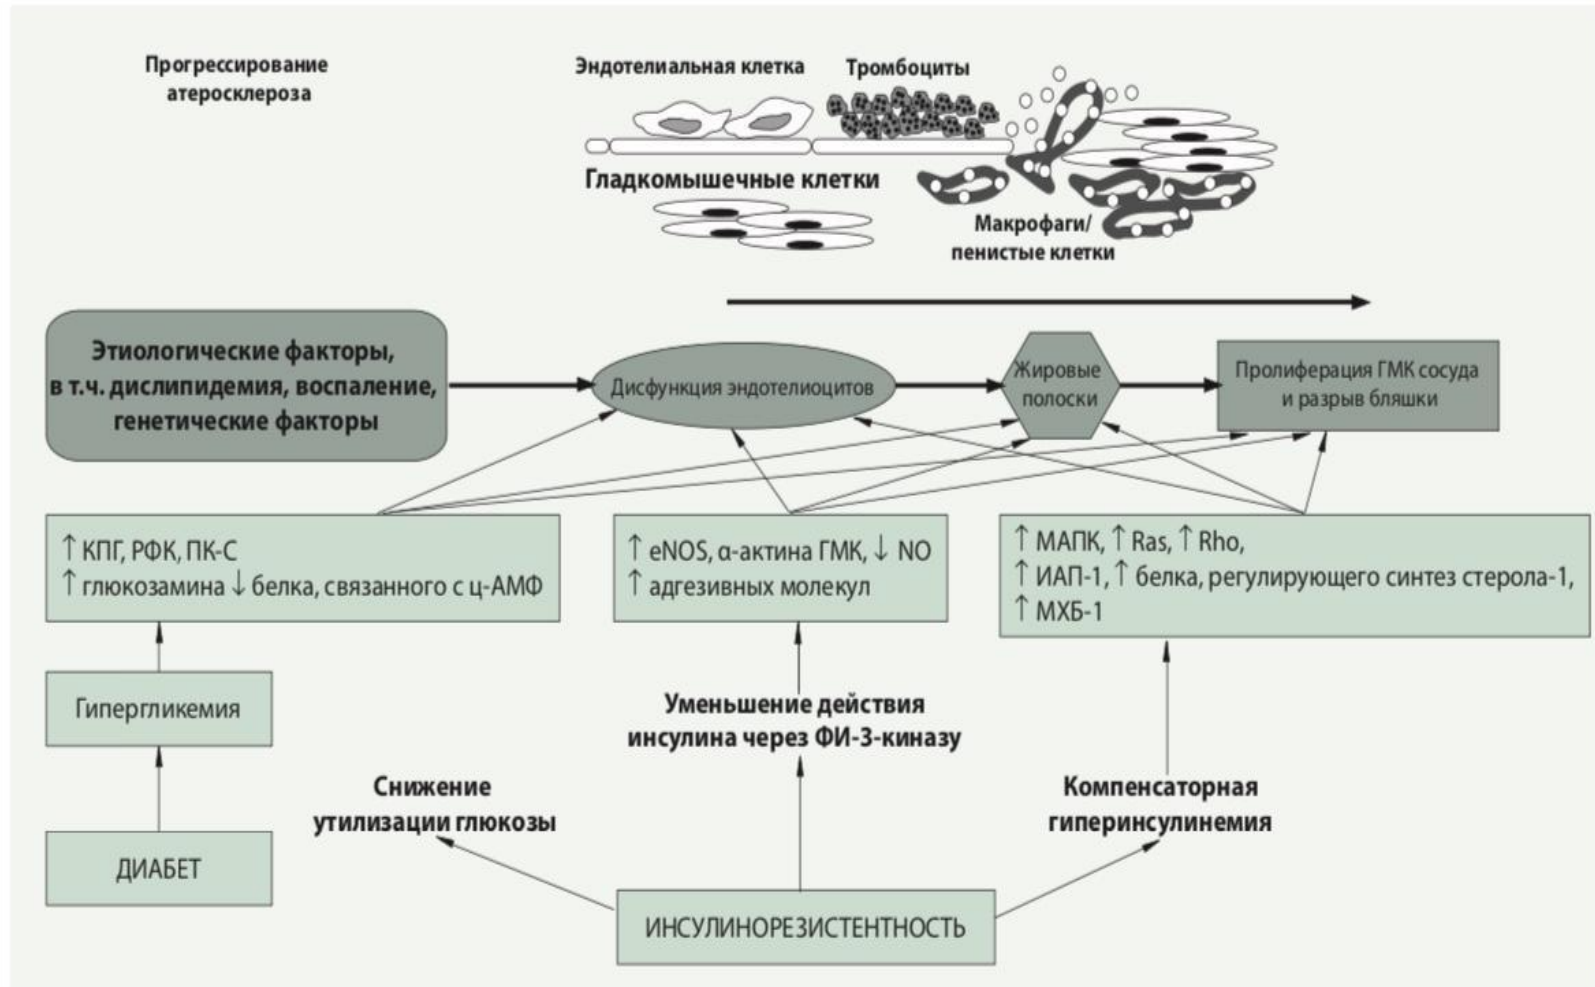 Прогрессирование
атеросклероза
Эндотелиальная клетка
Тромбоциты
Гладкомышечные клетки
Макрофаги/
пенистые клетки
Этиологические факторы,
в т.ч. дислипидемия, воспаление,
генетические факторы
Дисфункция эндотелиоцитов
Жировые
полоски
Пролиферация ГМК сосуда
и разрыв бляшки
↑ КПГ, РФК, ПК-С
↑ глюкозамина ↓ белка, связанного с ц-АМФ
↑ eNOS, α-актина ГМК, ↓ NO
↑ адгезивных молекул
↑ МАПК, ↑ Ras, ↑ Rho,
↑ ИАП-1, ↑ белка, регулирующего синтез стерола-1,
↑ МХБ-1
Гипергликемия
Уменьшение действия
инсулина через ФИ-3-киназу
Снижение
утилизации глюкозы
Компенсаторная
гиперинсулинемия
ДИАБЕТ
ИНСУЛИНОРЕЗИСТЕНТНОСТЬ